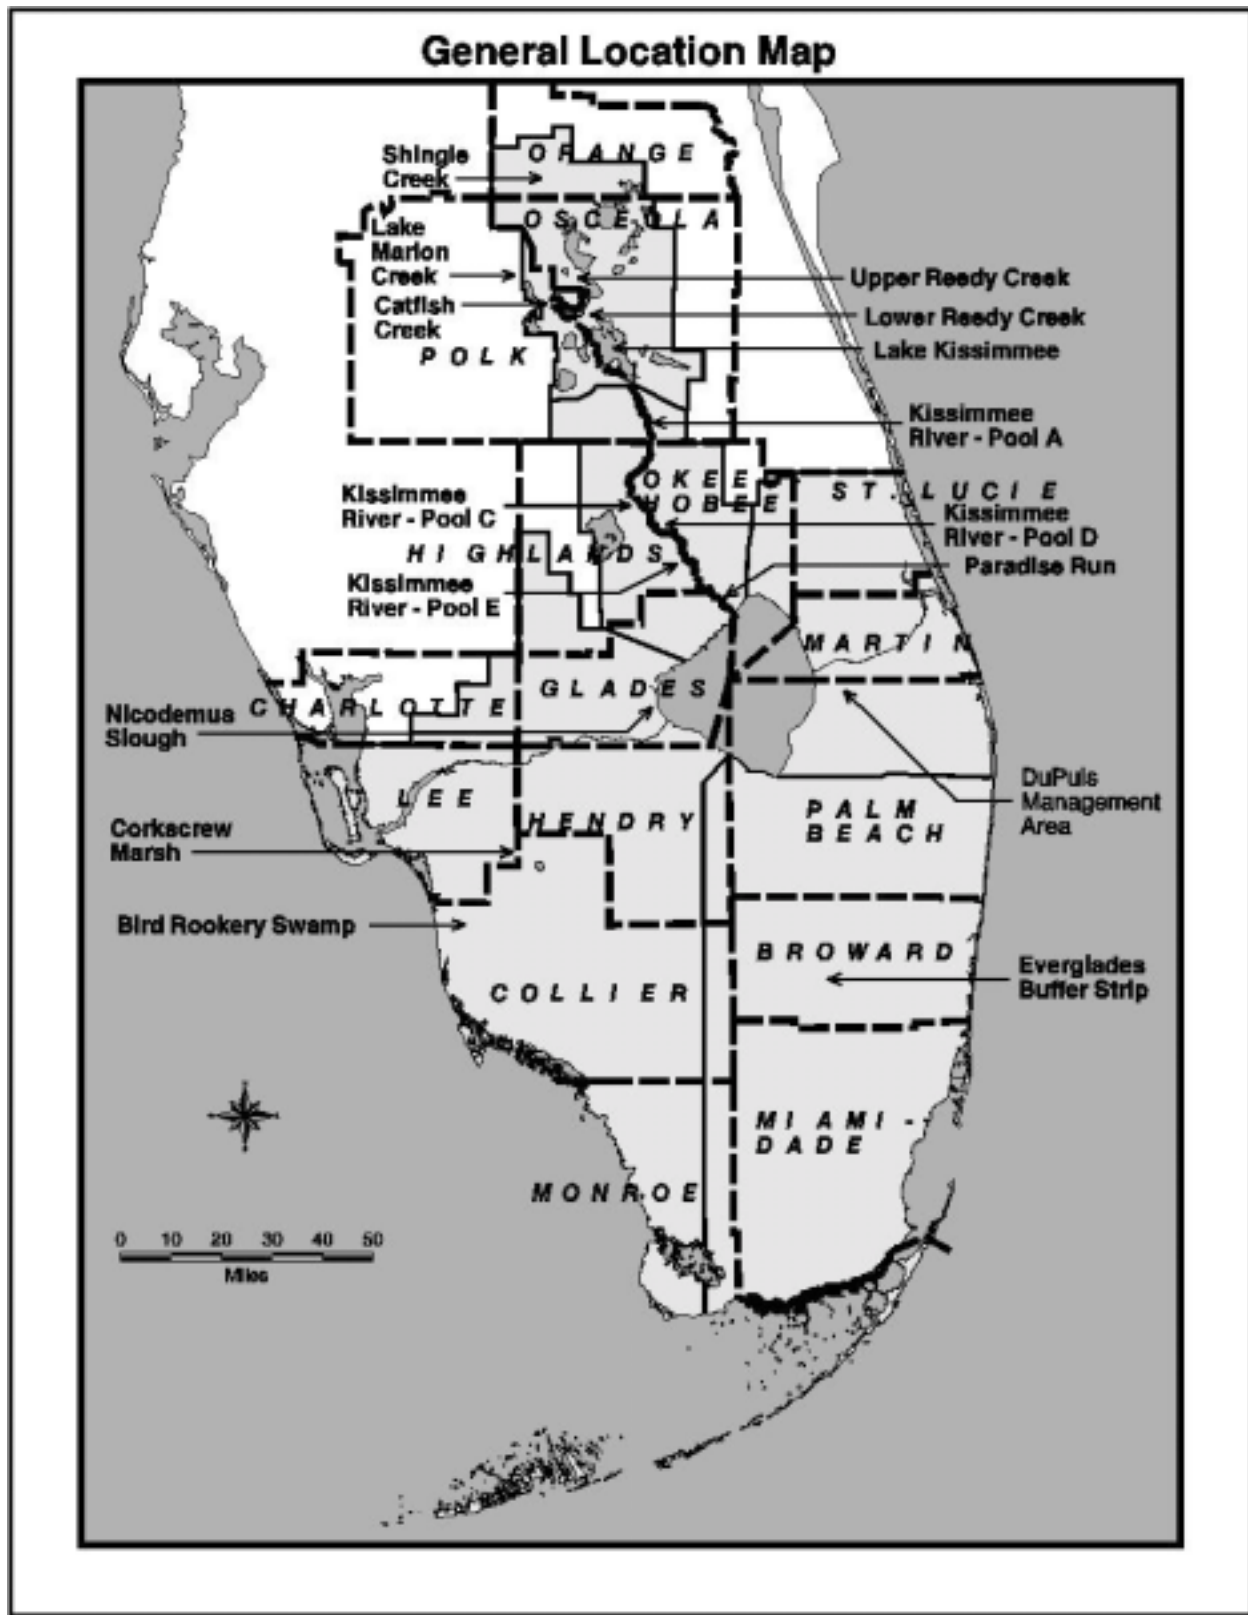 General Location Map
Shingle
Creek
ORANGE
OSCEOLA
Lake
Marion
Creek
Catfish
Creek
POLK
Upper Reedy Creek
Lower Reedy Creek
Lake Kissimmee
Kissimmee
River - Pool A
Kissimmee
River - Pool C
OKEE
HOBEE
ST. LUCIE
Kissimmee
River - Pool D
HIGHLANDS
Paradise Run
Kissimmee
River - Pool E
MARTIN
GLADES
CHARLOTTE
Nicodemus
Slough
LEE
HENDRY
PALM
BEACH
DuPuis
Management
Area
Corkscrew
Marsh
Bird Rookery Swamp
BROWARD
COLLIER
Everglades
Buffer Strip
MIAMI -
DADE
MONROE
0 10 20 30 40 50
Miles